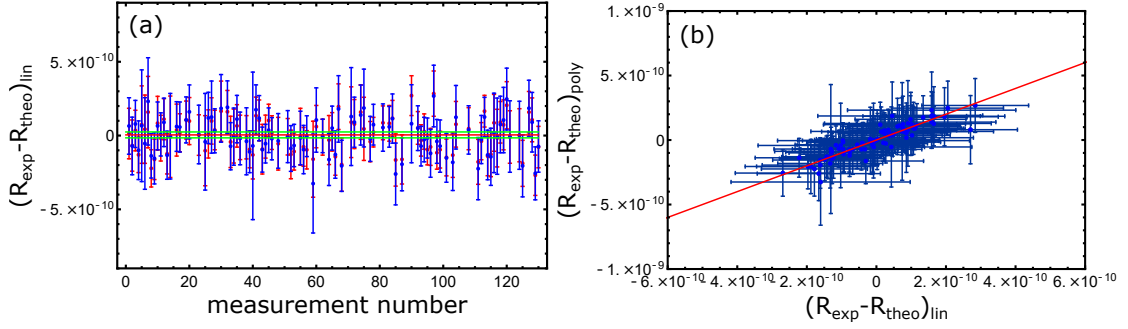 (a)
(R_exp-R_theo)_lin
5.×10⁻¹⁰
0
-5.×10⁻¹⁰
0 20 40 60 80 100 120
measurement number
(b)
(R_exp-R_theo)_poly
1.×10⁻⁹
5.×10⁻¹⁰
0
-5.×10⁻¹⁰
-1.×10⁻⁹
-6.×10⁻¹⁰ -4.×10⁻¹⁰ -2.×10⁻¹⁰ 0 2.×10⁻¹⁰ 4.×10⁻¹⁰ 6.×10⁻¹⁰
(R_exp-R_theo)_lin